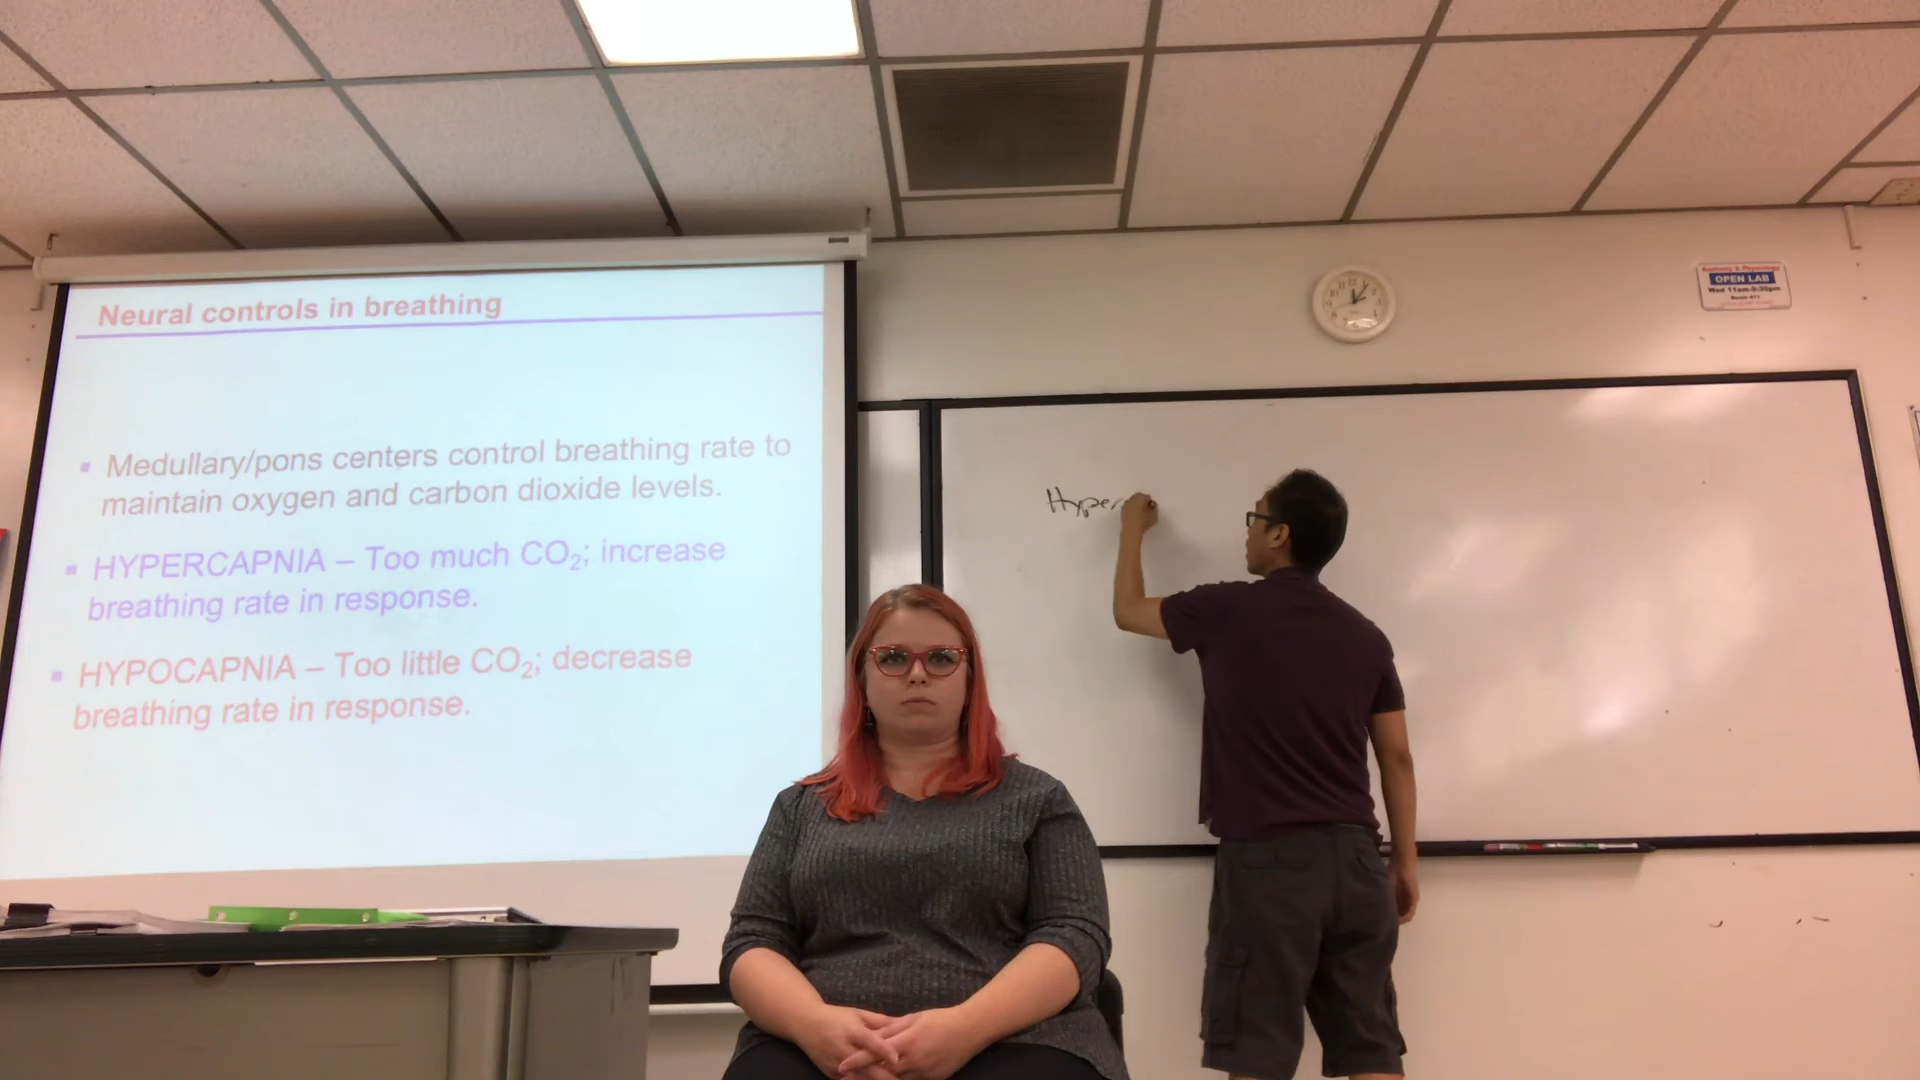 Neural controls in breathing
Medullary/pons centers control breathing rate to
maintain oxygen and carbon dioxide levels.
HYPERCAPNIA – Too much CO₂; increase
breathing rate in response.
HYPOCAPNIA – Too little CO₂; decrease
breathing rate in response.
Hyper
Anatomy & Physiology
OPEN LAB